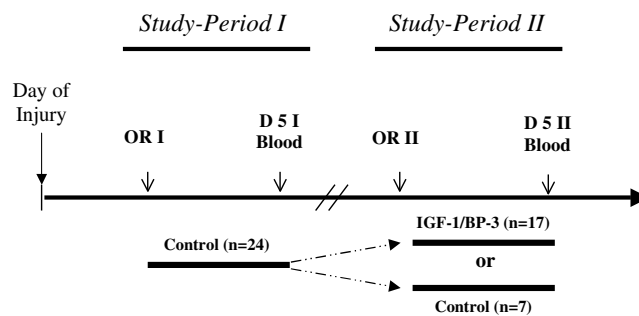 Study-Period I
Study-Period II
Day of
Injury
OR I
D 5 I
Blood
OR II
D 5 II
Blood
Control (n=24)
IGF-1/BP-3 (n=17)
or
Control (n=7)